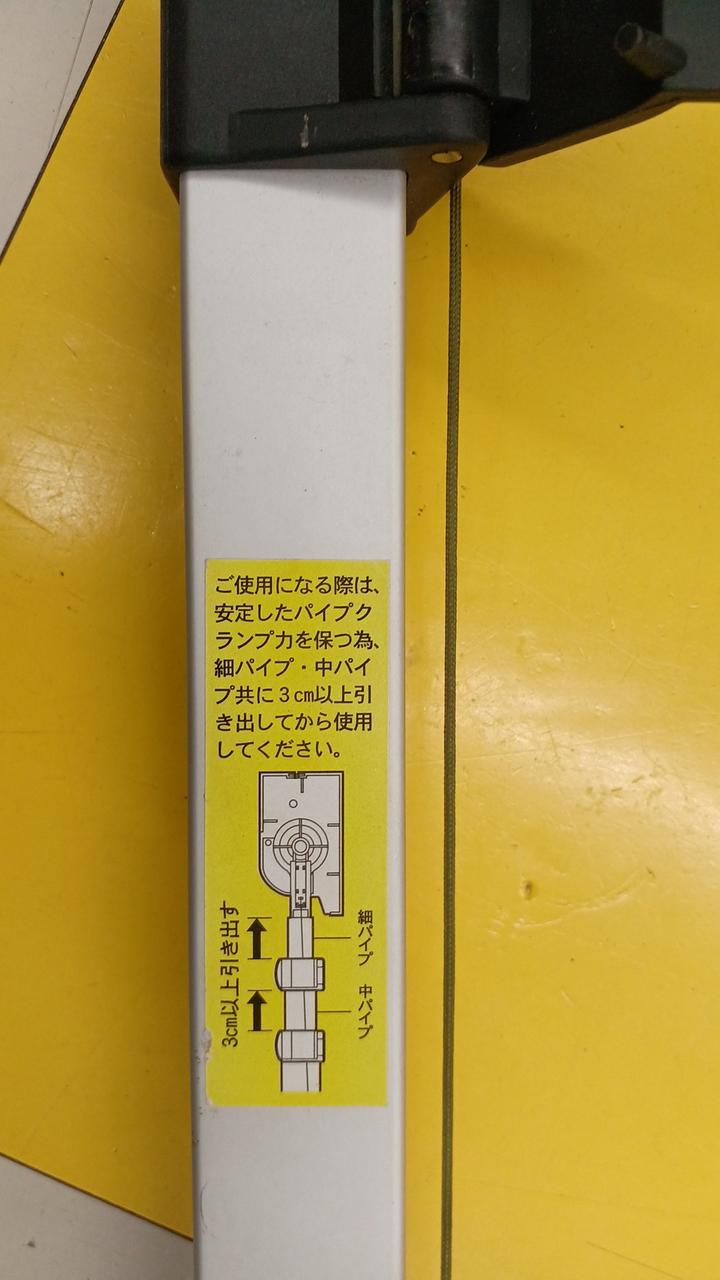 ご使用になる際は、
安定したパイプク
ランプ力を保つ為、
細パイプ・中パイ
プ共に3cm以上引
き出してから使用
してください。
3cm以上引き出す
細パイプ
中パイプ